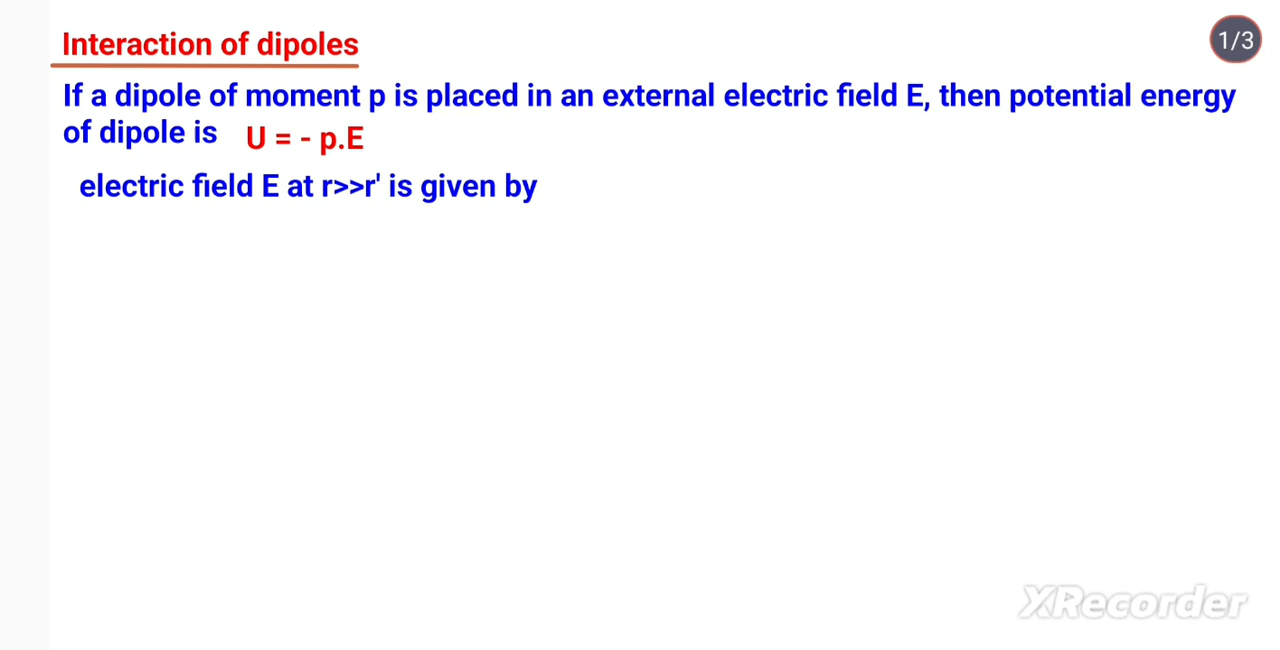 Interaction of dipoles
1/3
If a dipole of moment p is placed in an external electric field E, then potential energy
of dipole is U = - p.E
electric field E at r>>r' is given by
XRecorder